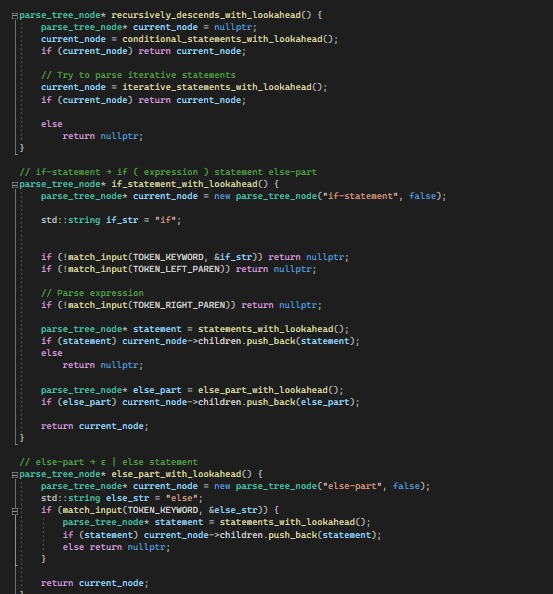 parse_tree_node* recursively_descends_with_lookahead() {
    parse_tree_node* current_node = nullptr;
    current_node = conditional_statements_with_lookahead();
    if (current_node) return current_node;

    // Try to parse iterative statements
    current_node = iterative_statements_with_lookahead();
    if (current_node) return current_node;

    else
        return nullptr;
}

// if-statement → if ( expression ) statement else-part
parse_tree_node* if_statement_with_lookahead() {
    parse_tree_node* current_node = new parse_tree_node("if-statement", false);

    std::string if_str = "if";

    if (!match_input(TOKEN_KEYWORD, &if_str)) return nullptr;
    if (!match_input(TOKEN_LEFT_PAREN)) return nullptr;

    // Parse expression
    if (!match_input(TOKEN_RIGHT_PAREN)) return nullptr;

    parse_tree_node* statement = statements_with_lookahead();
    if (statement) current_node->children.push_back(statement);
    else
        return nullptr;

    parse_tree_node* else_part = else_part_with_lookahead();
    if (else_part) current_node->children.push_back(else_part);

    return current_node;
}

// else-part → ε | else statement
parse_tree_node* else_part_with_lookahead() {
    parse_tree_node* current_node = new parse_tree_node("else-part", false);
    std::string else_str = "else";
    if (match_input(TOKEN_KEYWORD, &else_str)) {
        parse_tree_node* statement = statements_with_lookahead();
        if (statement) current_node->children.push_back(statement);
        else return nullptr;
    }

    return current_node;
}